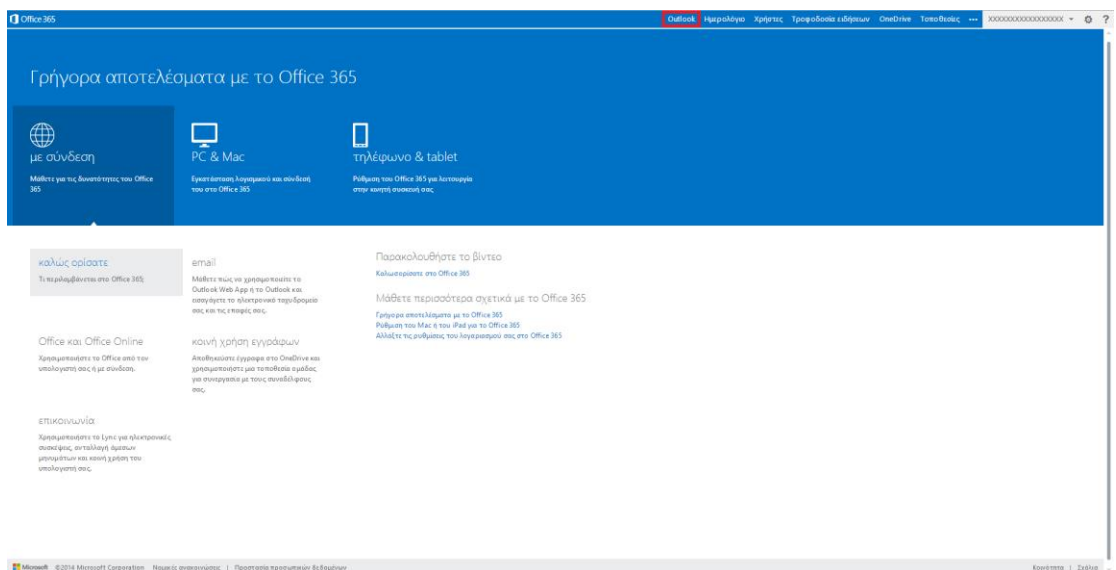 Office 365
Outlook Ημερολόγιο Χρήστες Τροφοδοσία ειδήσεων OneDrive Τοποθεσίες ••• XXXXXXXXXXXXXXXXX ?
Γρήγορα αποτελέσματα με το Office 365
με σύνδεση
Μάθετε για τις δυνατότητες του Office
365
PC & Mac
Εγκατάσταση λογισμικού και σύνδεσή
του στο Office 365
τηλέφωνο & tablet
Ρύθμιση του Office 365 για λειτουργία
στην κινητή συσκευή σας
καλώς ορίσατε
Τι περιλαμβάνεται στο Office 365;
email
Μάθετε πώς να χρησιμοποιείτε το
Outlook Web App ή το Outlook και
εισαγάγετε το ηλεκτρονικό ταχυδρομείο
σας και τις επαφές σας.
Office και Office Online
Χρησιμοποιήστε το Office από τον
υπολογιστή σας ή με σύνδεση.
κοινή χρήση εγγράφων
Αποθηκεύστε έγγραφα στο OneDrive και
χρησιμοποιήστε μια τοποθεσία ομάδας
για συνεργασία με τους συναδέλφους
σας.
επικοινωνία
Χρησιμοποιήστε το Lync για ηλεκτρονικές
συσκέψεις, ανταλλαγή άμεσων
μηνυμάτων και κοινή χρήση του
υπολογιστή σας.
Παρακολουθήστε το βίντεο
Καλωσορίσατε στο Office 365
Μάθετε περισσότερα σχετικά με το Office 365
Γρήγορα αποτελέσματα με το Office 365
Ρύθμιση του Mac ή του iPad για το Office 365
Αλλάξτε τις ρυθμίσεις του λογαριασμού σας στο Office 365
Microsoft ©2014 Microsoft Corporation Νομικές ανακοινώσεις | Προστασία προσωπικών δεδομένων
Κοινότητα | Σχόλια